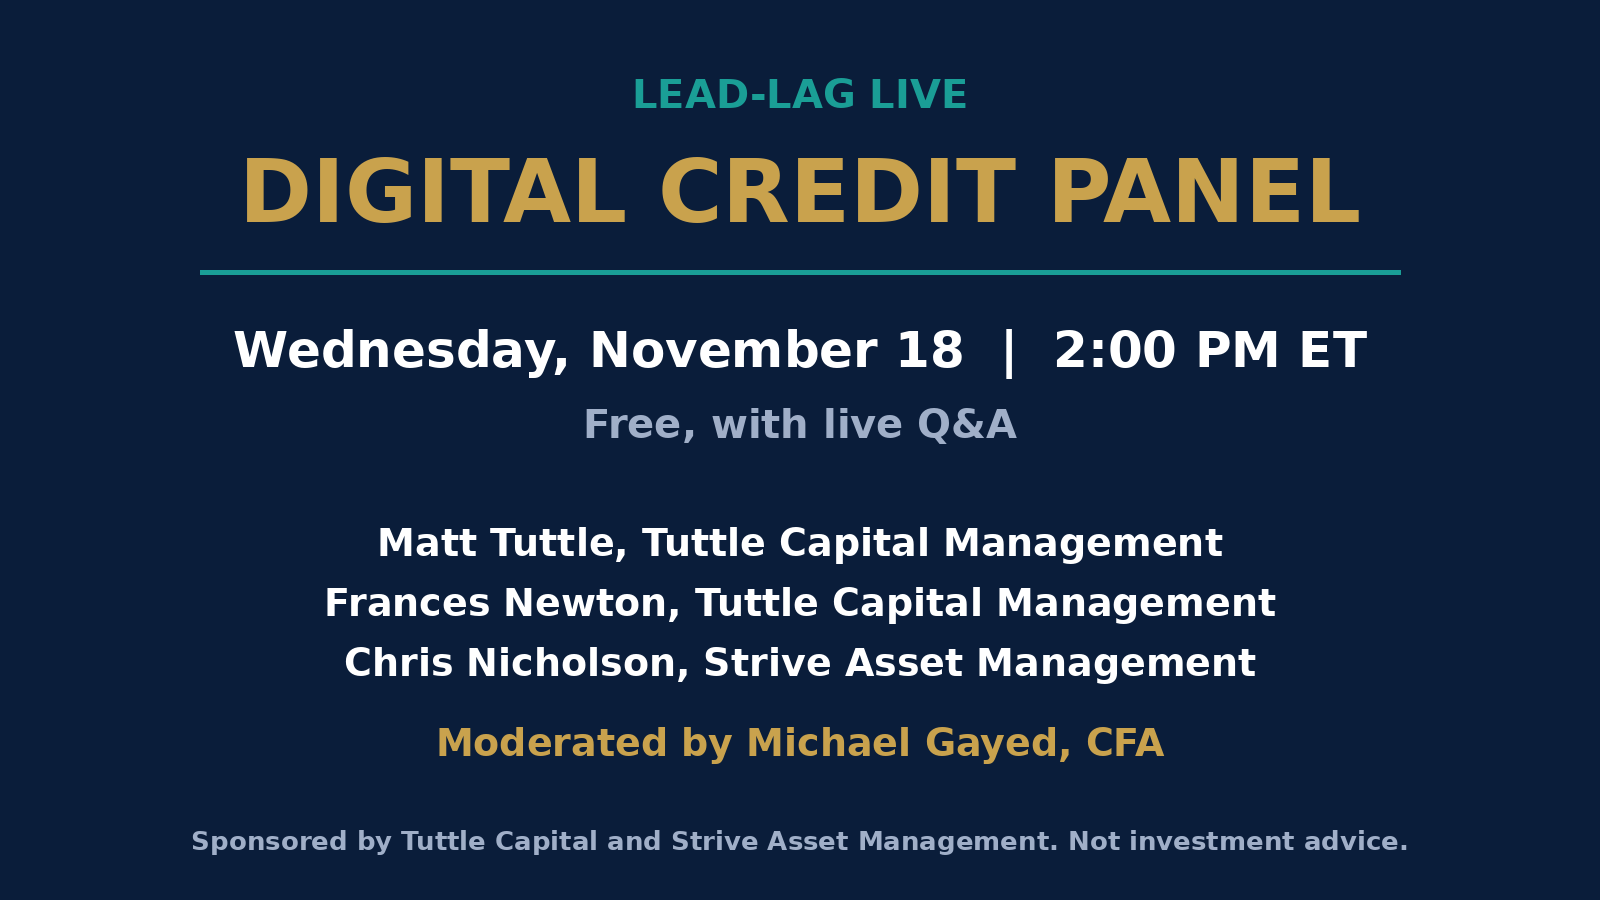 LEAD-LAG LIVE
DIGITAL CREDIT PANEL
Wednesday, November 18 | 2:00 PM ET
Free, with live Q&A
Matt Tuttle, Tuttle Capital Management
Frances Newton, Tuttle Capital Management
Chris Nicholson, Strive Asset Management
Moderated by Michael Gayed, CFA
Sponsored by Tuttle Capital and Strive Asset Management. Not investment advice.